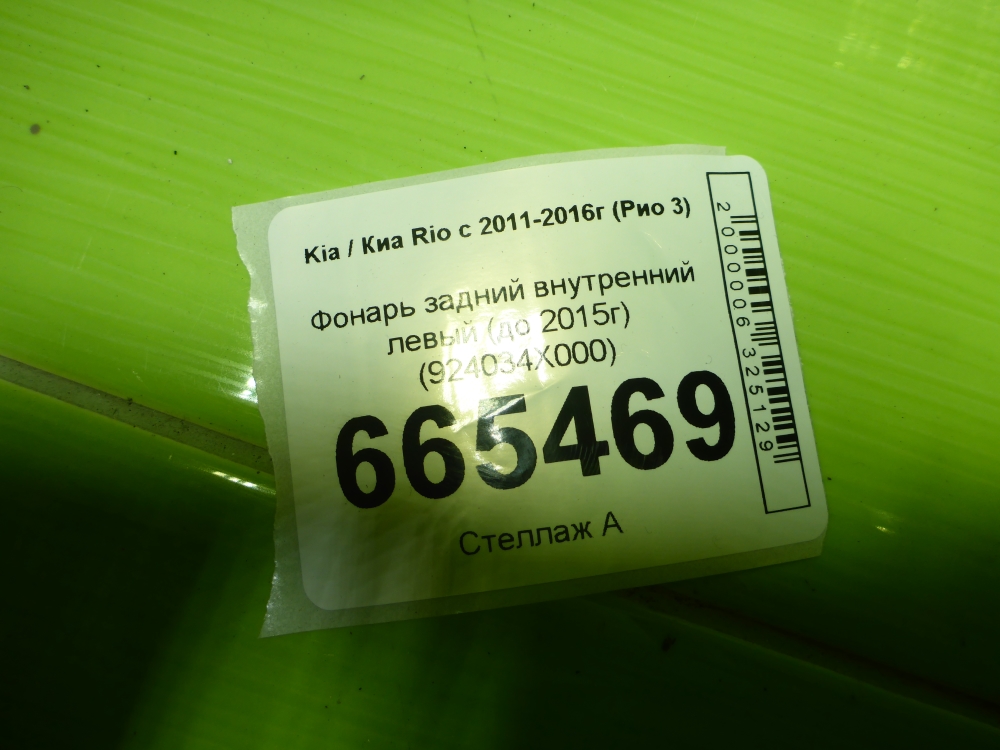 Kia / Киа Rio с 2011-2016г (Рио 3)
Фонарь задний внутренний
левый (до 2015г)
(924034X000)
665469
Стеллаж А
2000006325129